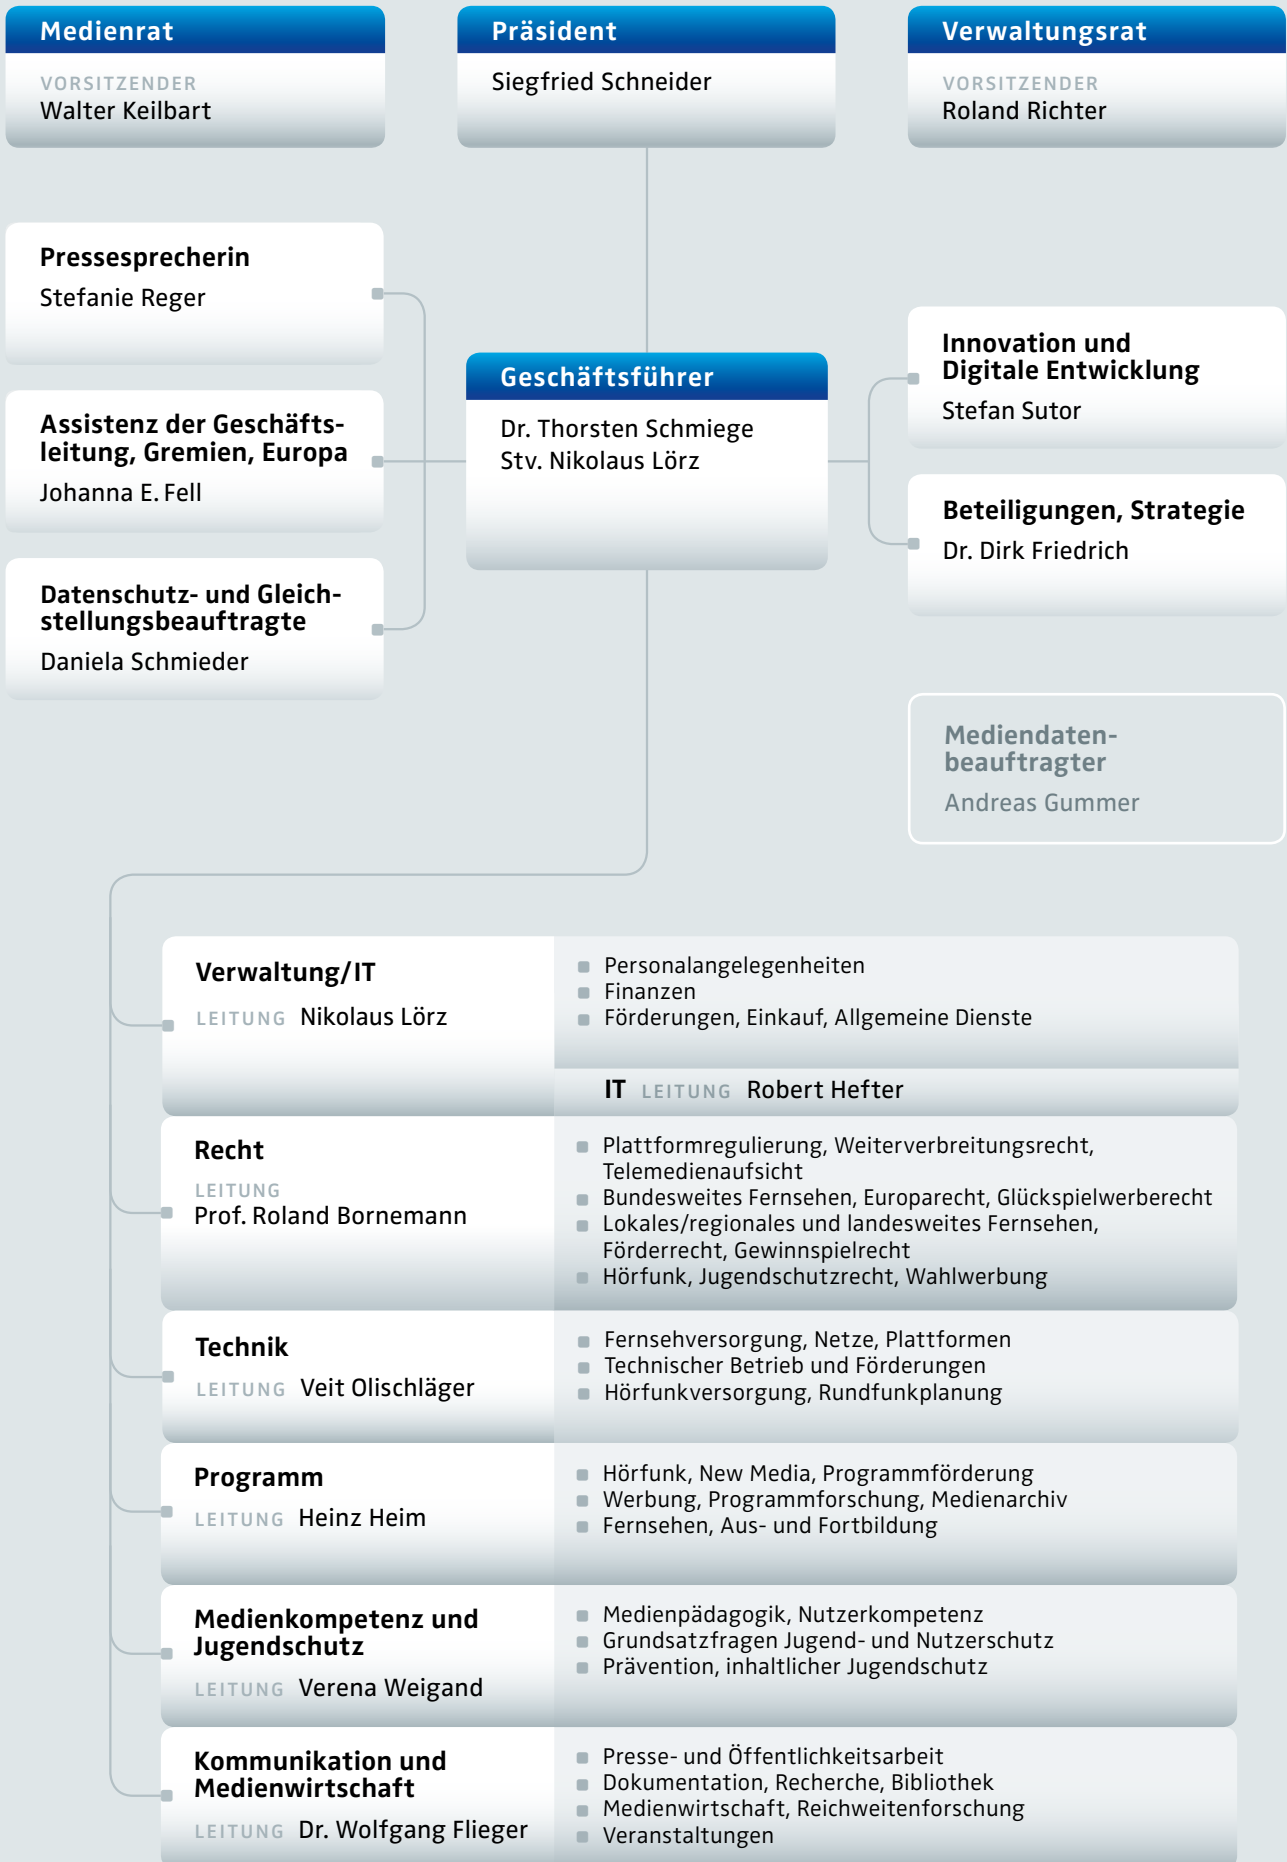 Medienrat
VORSITZENDER
Walter Keilbart
Präsident
Siegfried Schneider
Verwaltungsrat
VORSITZENDER
Roland Richter
Pressesprecherin
Stefanie Reger
Assistenz der Geschäfts-
leitung, Gremien, Europa
Johanna E. Fell
Datenschutz- und Gleich-
stellungsbeauftragte
Daniela Schmieder
Geschäftsführer
Dr. Thorsten Schmiege
Stv. Nikolaus Lörz
Innovation und
Digitale Entwicklung
Stefan Sutor
Beteiligungen, Strategie
Dr. Dirk Friedrich
Mediendaten-
beauftragter
Andreas Gummer
Verwaltung/IT
LEITUNG Nikolaus Lörz
Personalangelegenheiten
Finanzen
Förderungen, Einkauf, Allgemeine Dienste
IT LEITUNG Robert Hefter
Recht
LEITUNG
Prof. Roland Bornemann
Plattformregulierung, Weiterverbreitungsrecht,
Telemedienaufsicht
Bundesweites Fernsehen, Europarecht, Glückspielwerberecht
Lokales/regionales und landesweites Fernsehen,
Förderrecht, Gewinnspielrecht
Hörfunk, Jugendschutzrecht, Wahlwerbung
Technik
LEITUNG Veit Olischläger
Fernsehversorgung, Netze, Plattformen
Technischer Betrieb und Förderungen
Hörfunkversorgung, Rundfunkplanung
Programm
LEITUNG Heinz Heim
Hörfunk, New Media, Programmförderung
Werbung, Programmforschung, Medienarchiv
Fernsehen, Aus- und Fortbildung
Medienkompetenz und
Jugendschutz
LEITUNG Verena Weigand
Medienpädagogik, Nutzerkompetenz
Grundsatzfragen Jugend- und Nutzerschutz
Prävention, inhaltlicher Jugendschutz
Kommunikation und
Medienwirtschaft
LEITUNG Dr. Wolfgang Flieger
Presse- und Öffentlichkeitsarbeit
Dokumentation, Recherche, Bibliothek
Medienwirtschaft, Reichweitenforschung
Veranstaltungen